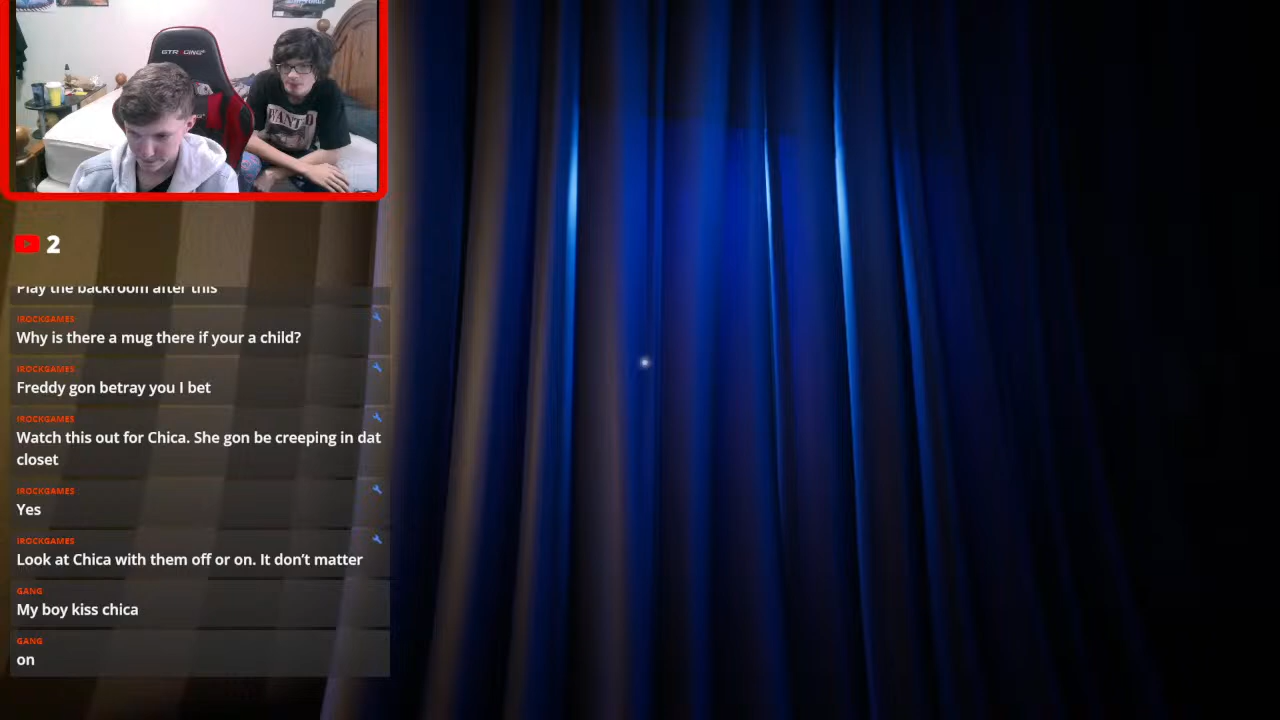 GTRACING
WANTED
2
Play the backroom after this
IROCKGAMES
Why is there a mug there if your a child?
IROCKGAMES
Freddy gon betray you I bet
IROCKGAMES
Watch this out for Chica. She gon be creeping in dat
closet
IROCKGAMES
Yes
IROCKGAMES
Look at Chica with them off or on. It don’t matter
GANG
My boy kiss chica
GANG
on